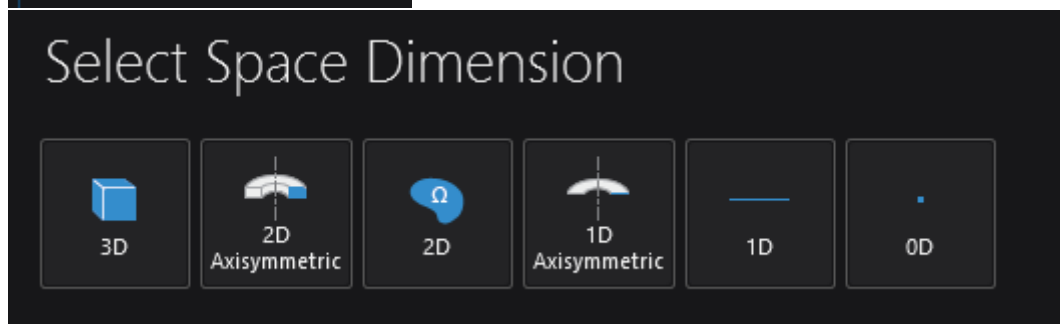 Select Space Dimension
3D
2D
Axisymmetric
Ω
2D
1D
Axisymmetric
1D
0D